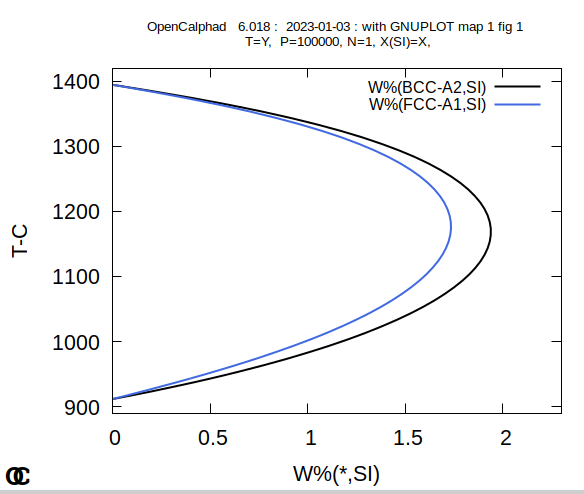 OpenCalphad 6.018 : 2023-01-03 : with GNUPLOT map 1 fig 1
T=Y, P=100000, N=1, X(SI)=X,
W%(BCC-A2,SI)
W%(FCC-A1,SI)
1400
1300
1200
1100
1000
900
T-C
0 0.5 1 1.5 2
W%(*,SI)
OC